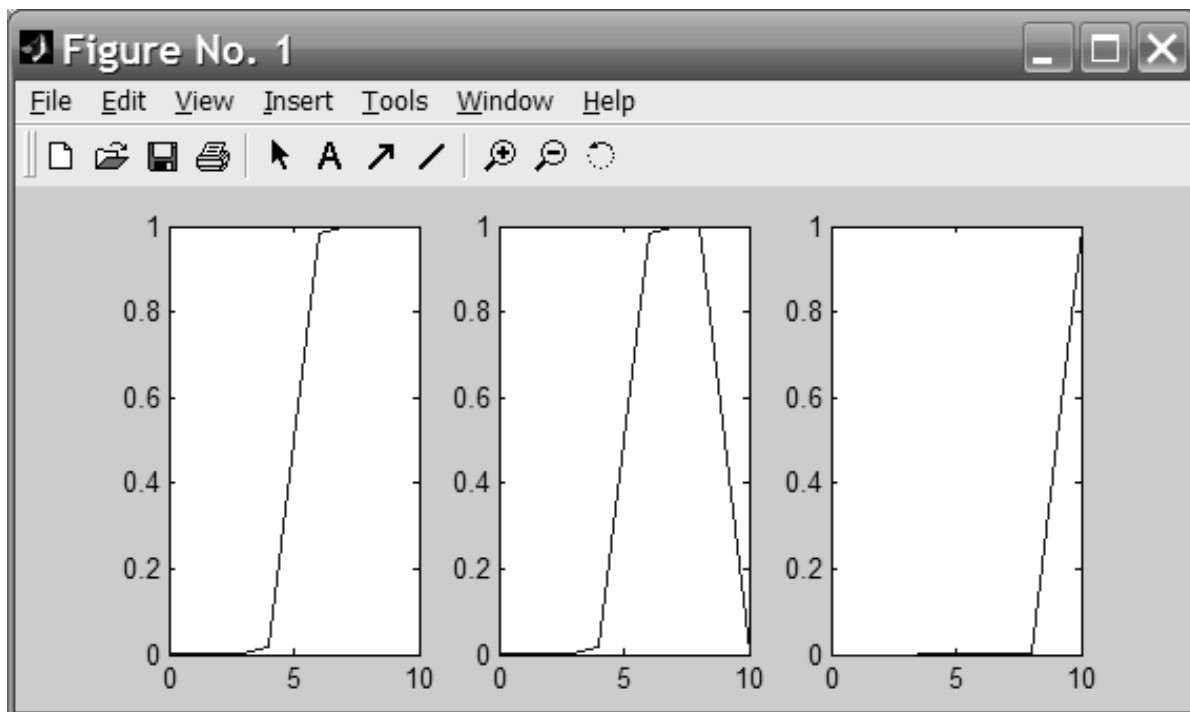 Figure No. 1
File Edit View Insert Tools Window Help
A
1 1 1
0.8 0.8 0.8
0.6 0.6 0.6
0.4 0.4 0.4
0.2 0.2 0.2
0 0 0
0 5 10 0 5 10 0 5 10